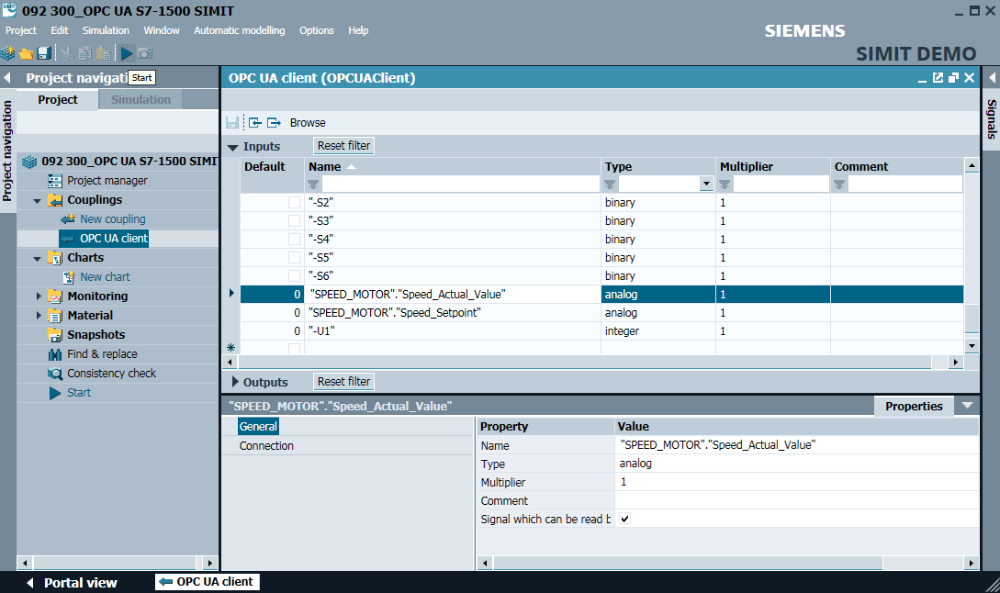 092 300_OPC UA S7-1500 SIMIT
Project Edit Simulation Window Automatic modelling Options Help
SIEMENS
SIMIT DEMO
Project navigati
Start
OPC UA client (OPCUAClient)
Project navigation
Project Simulation
Signals
Browse
Inputs Reset filter
Default Name Type Multiplier Comment
"-S2" binary 1
"-S3" binary 1
"-S4" binary 1
"-S5" binary 1
"-S6" binary 1
0 "SPEED_MOTOR"."Speed_Actual_Value" analog 1
0 "SPEED_MOTOR"."Speed_Setpoint" analog 1
0 "-U1" integer 1
Outputs Reset filter
092 300_OPC UA S7-1500 SIMIT
Project manager
Couplings
New coupling
OPC UA client
Charts
New chart
Monitoring
Material
Snapshots
Find & replace
Consistency check
Start
"SPEED_MOTOR"."Speed_Actual_Value" Properties
General
Connection
Property Value
Name "SPEED_MOTOR"."Speed_Actual_Value"
Type analog
Multiplier 1
Comment
Signal which can be read b
Portal view OPC UA client